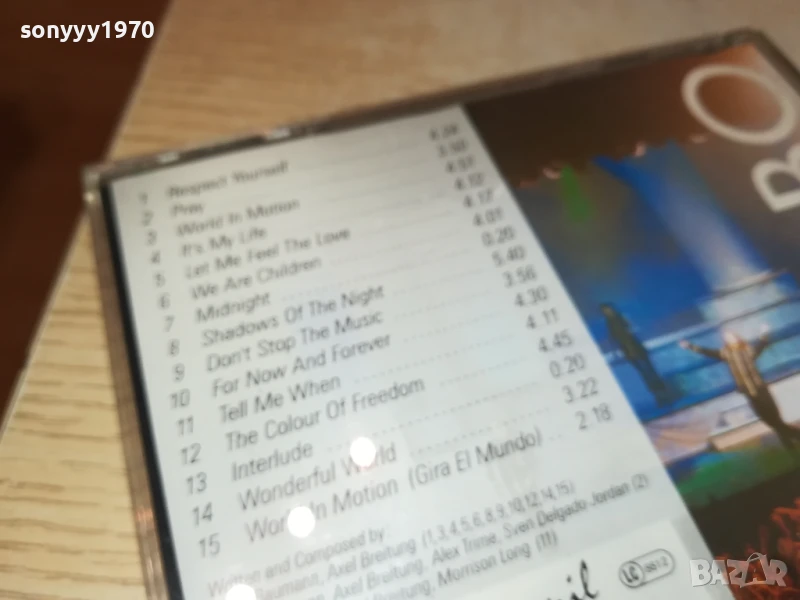 sonyyy1970
1 Respect Yourself 4.38
2 Pray 3.50
3 World In Motion 4.51
4 It's My Life 4.12
5 Let Me Feel The Love 4.17
6 We Are Children 4.01
7 Midnight 0.20
8 Shadows Of The Night 5.40
9 Don't Stop The Music 3:56
10 For Now And Forever 4.30
11 Tell Me When 4.11
12 The Colour Of Freedom 4.45
13 Interlude 0.20
14 Wonderful World 3.22
15 World In Motion (Gira El Mundo) 2.18
Written and Composed by
Baumann, Axel Breitung (1,3,4,5,6,8,9,10,12,14,15)
Axel Breitung, Alex Trime, Sven Delgado Jordan (2)
Breitung, Morrison Long (11)
BO
LC
BAZAR